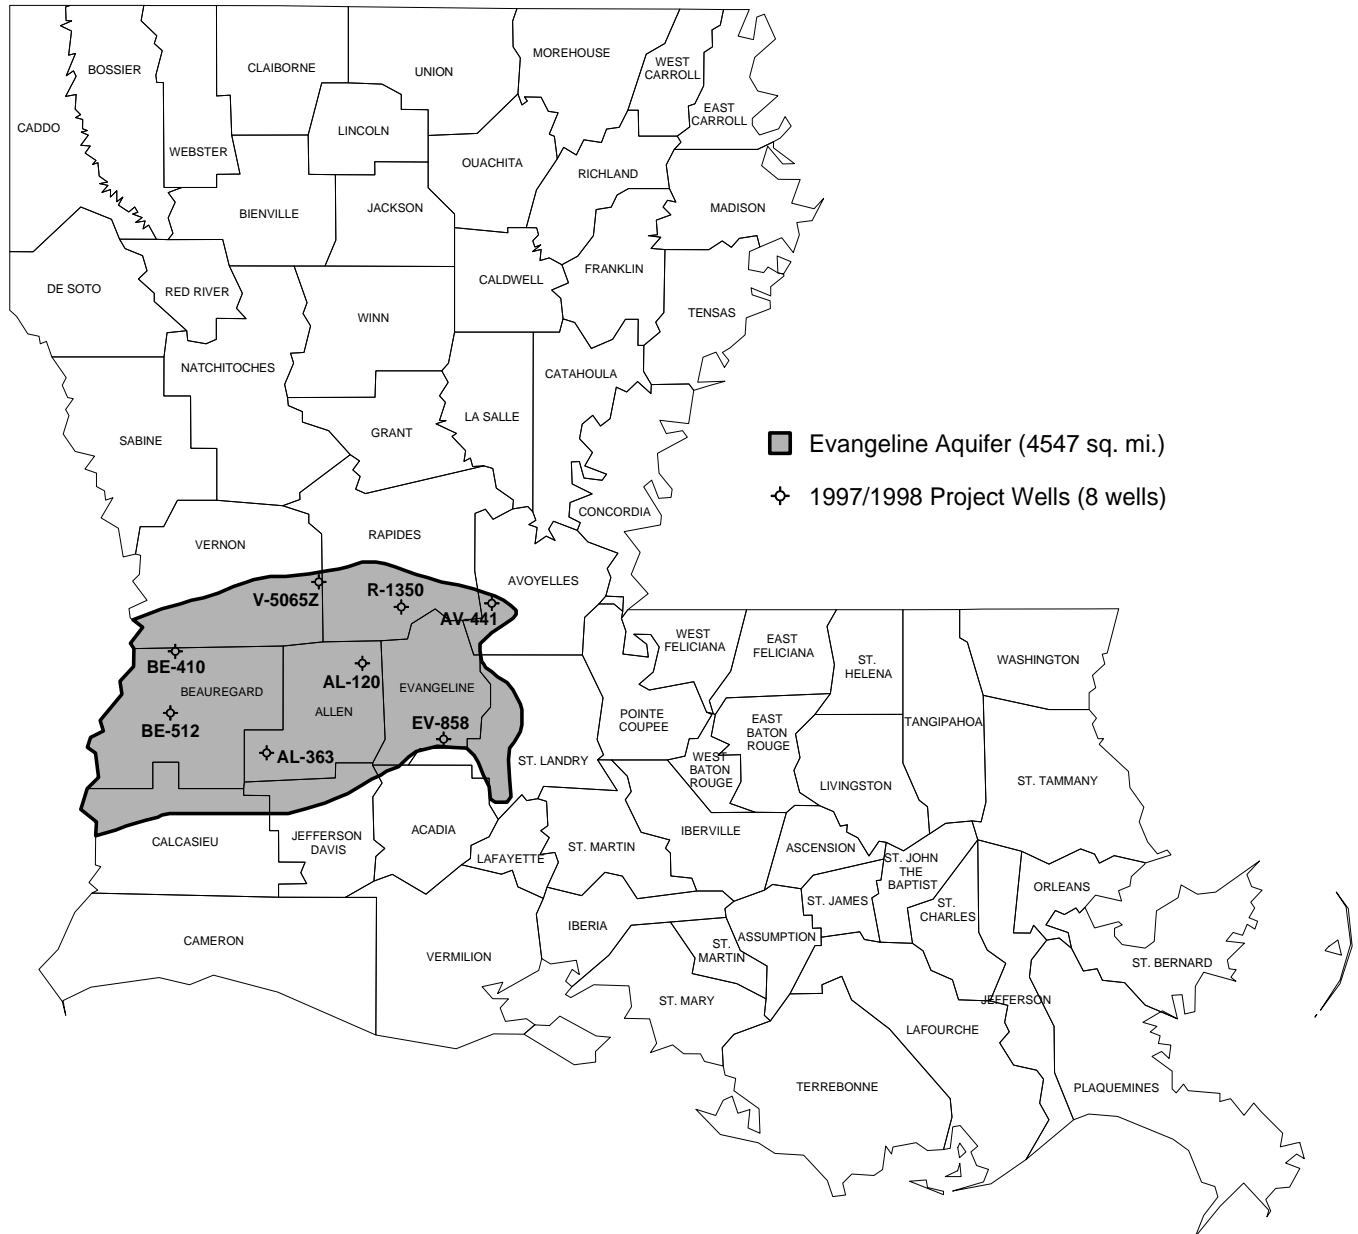 MOREHOUSE
WEST
CARROLL
BOSSIER
CLAIBORNE
UNION
EAST
CARROLL
CADDO
LINCOLN
WEBSTER
OUACHITA
RICHLAND
BIENVILLE
JACKSON
MADISON
DE SOTO
RED RIVER
CALDWELL
FRANKLIN
WINN
TENSAS
NATCHITOCHES
CATAHOULA
SABINE
GRANT
LA SALLE
Evangeline Aquifer (4547 sq. mi.)
1997/1998 Project Wells (8 wells)
CONCORDIA
VERNON
RAPIDES
AVOYELLES
V-5065Z
R-1350
AV-441
WEST
FELICIANA
EAST
FELICIANA
ST.
HELENA
WASHINGTON
BE-410
BEAUREGARD
AL-120
EVANGELINE
ALLEN
BE-512
EV-858
AL-363
POINTE
COUPEE
EAST
BATON
ROUGE
TANGIPAHOA
ST. LANDRY
WEST
BATON
ROUGE
LIVINGSTON
ST. TAMMANY
CALCASIEU
JEFFERSON
DAVIS
ACADIA
LAFAYETTE
ST. MARTIN
IBERVILLE
ASCENSION
ST. JOHN
THE
BAPTIST
ORLEANS
ST. JAMES
ST.
CHARLES
CAMERON
VERMILION
IBERIA
ST.
MARTIN
ASSUMPTION
ST. BERNARD
ST. MARY
JEFFERSON
LAFOURCHE
TERREBONNE
PLAQUEMINES